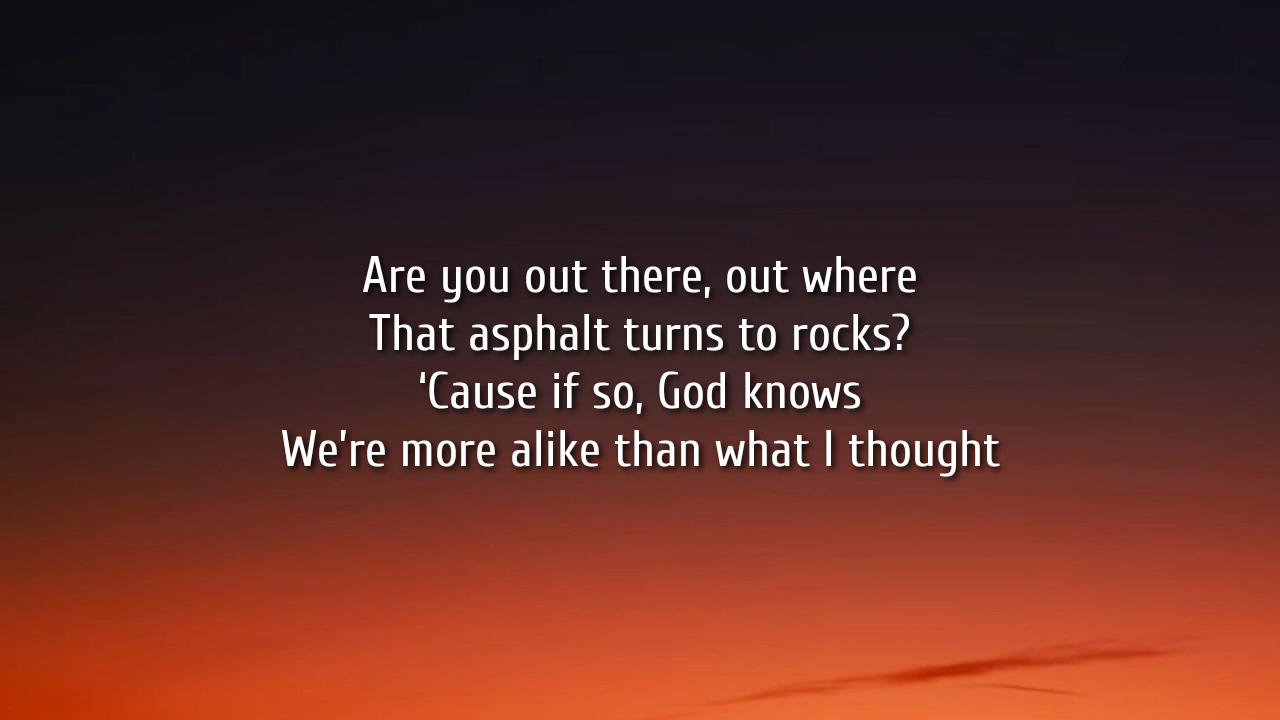 Are you out there, out where
That asphalt turns to rocks?
‘Cause if so, God knows
We're more alike than what I thought